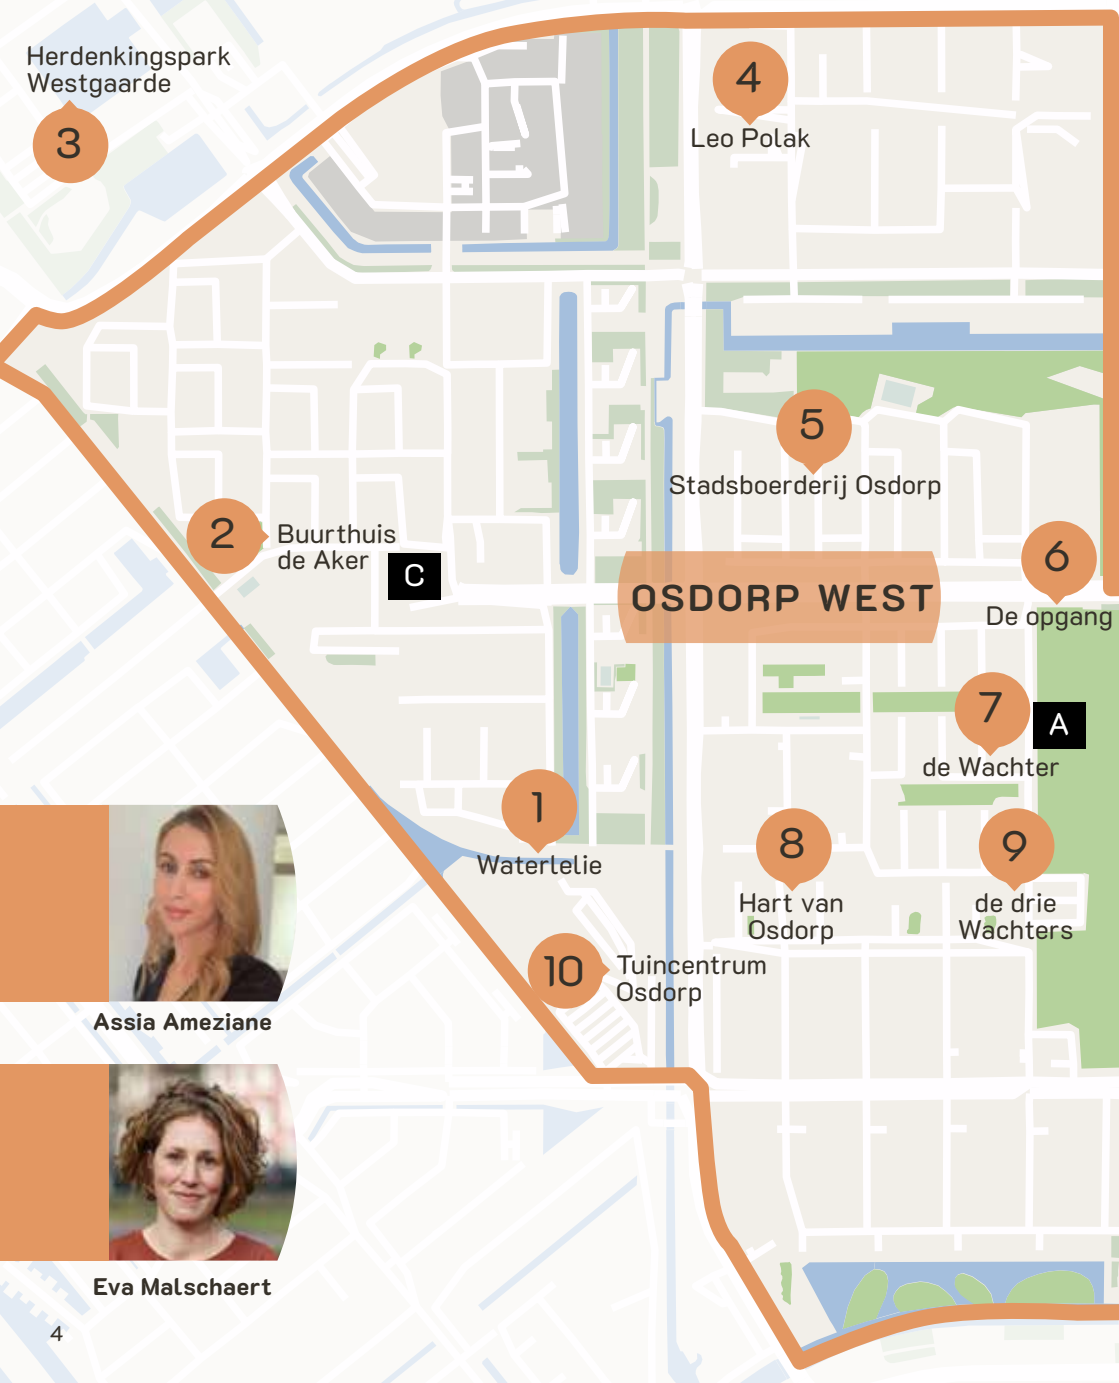 Herdenkingspark
Westgaarde
3
4
Leo Polak
5
Stadsboerderij Osdorp
2
Buurthuis
de Aker
C
OSDORP WEST
6
De opgang
7
A
de Wachter
1
Waterlelie
8
Hart van
Osdorp
9
de drie
Wachters
10
Tuincentrum
Osdorp
Assia Ameziane
Eva Malschaert
4